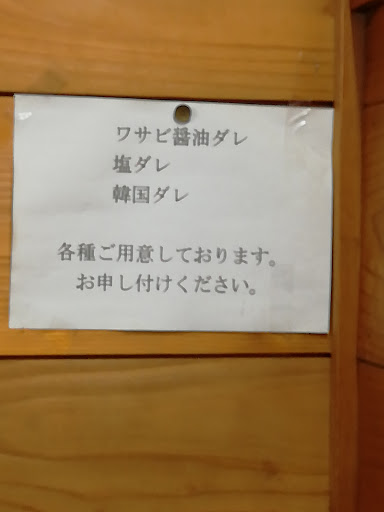 ワサビ醤油ダレ
塩ダレ
韓国ダレ
各種ご用意しております。
お申し付けください。